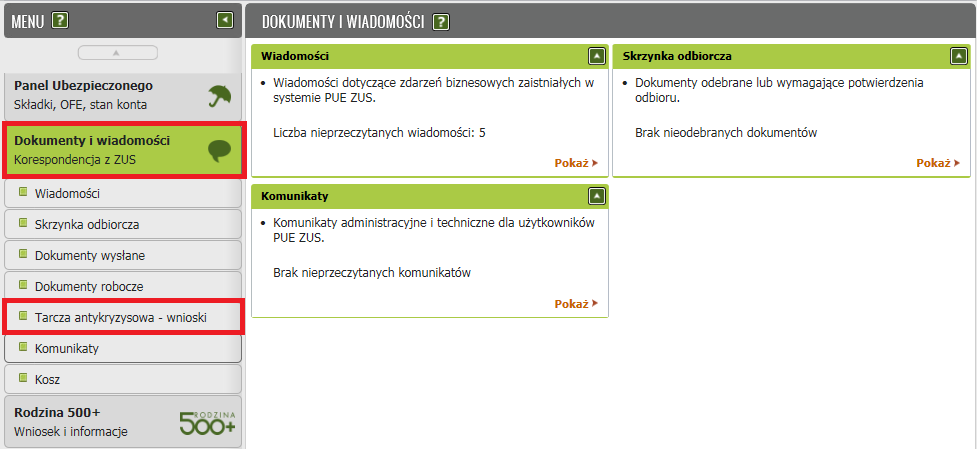 MENU ?
Panel Ubezpieczonego
Składki, OFE, stan konta
Dokumenty i wiadomości
Korespondencja z ZUS
Wiadomości
Skrzynka odbiorcza
Dokumenty wysłane
Dokumenty robocze
Tarcza antykryzysowa - wnioski
Komunikaty
Kosz
Rodzina 500+
Wniosek i informacje
RODZINA
500+
DOKUMENTY I WIADOMOŚCI ?
Wiadomości
• Wiadomości dotyczące zdarzeń biznesowych zaistniałych w
systemie PUE ZUS.
Liczba nieprzeczytanych wiadomości: 5
Pokaż
Skrzynka odbiorcza
• Dokumenty odebrane lub wymagające potwierdzenia
odbioru.
Brak nieodebranych dokumentów
Pokaż
Komunikaty
• Komunikaty administracyjne i techniczne dla użytkowników
PUE ZUS.
Brak nieprzeczytanych komunikatów
Pokaż